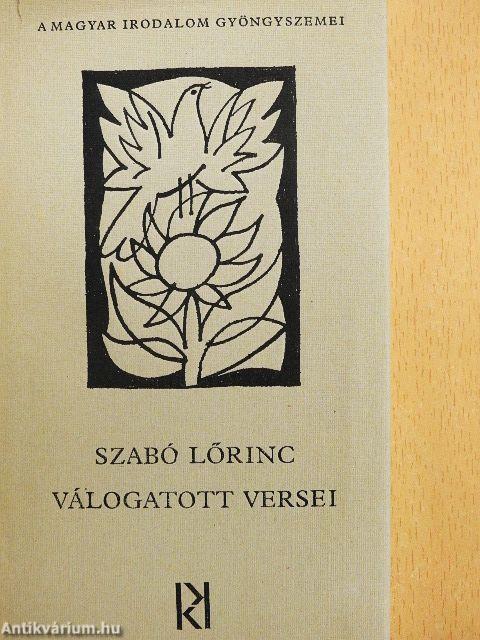 A MAGYAR IRODALOM GYÖNGYSZEMEI
SZABÓ LŐRINC
VÁLOGATOTT VERSEI
Antikvárium.hu